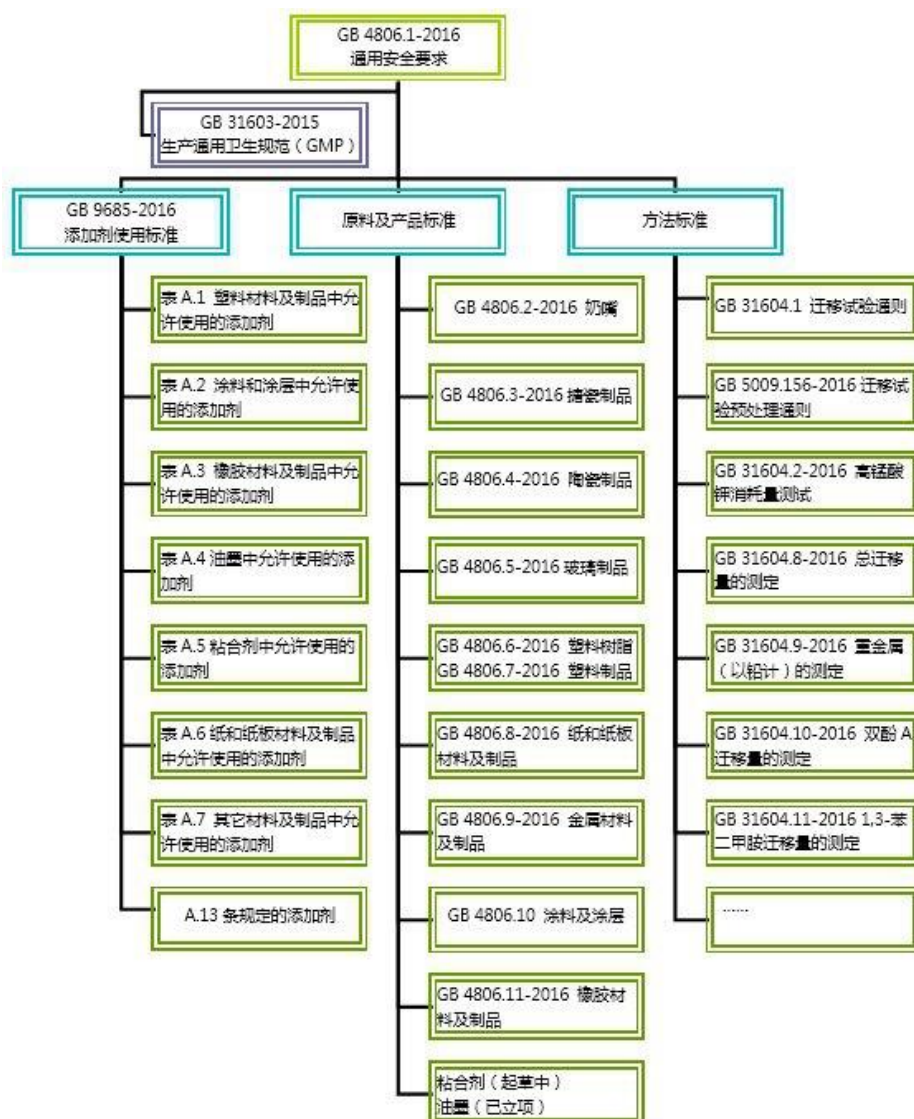 GB 4806.1-2016
通用安全要求
GB 31603-2015
生产通用卫生规范（GMP）
GB 9685-2016
添加剂使用标准
原料及产品标准
方法标准
表 A.1 塑料材料及制品中允
许使用的添加剂
表 A.2 涂料和涂层中允许使
用的添加剂
表 A.3 橡胶材料及制品中允
许使用的添加剂
表 A.4 油墨中允许使用的添
加剂
表 A.5 粘合剂中允许使用的
添加剂
表 A.6 纸和纸板材料及制品
中允许使用的添加剂
表 A.7 其它材料及制品中允
许使用的添加剂
A.13 条规定的添加剂
GB 4806.2-2016 奶嘴
GB 4806.3-2016 搪瓷制品
GB 4806.4-2016 陶瓷制品
GB 4806.5-2016 玻璃制品
GB 4806.6-2016 塑料树脂
GB 4806.7-2016 塑料制品
GB 4806.8-2016 纸和纸板
材料及制品
GB 4806.9-2016 金属材料
及制品
GB 4806.10 涂料及涂层
GB 4806.11-2016 橡胶材
料及制品
粘合剂（起草中）
油墨（已立项）
GB 31604.1 迁移试验通则
GB 5009.156-2016 迁移试
验预处理通则
GB 31604.2-2016 高锰酸
钾消耗量测试
GB 31604.8-2016 总迁移
量的测定
GB 31604.9-2016 重金属
（以铅计）的测定
GB 31604.10-2016 双酚 A
迁移量的测定
GB 31604.11-2016 1,3-苯
二甲胺迁移量的测定
……